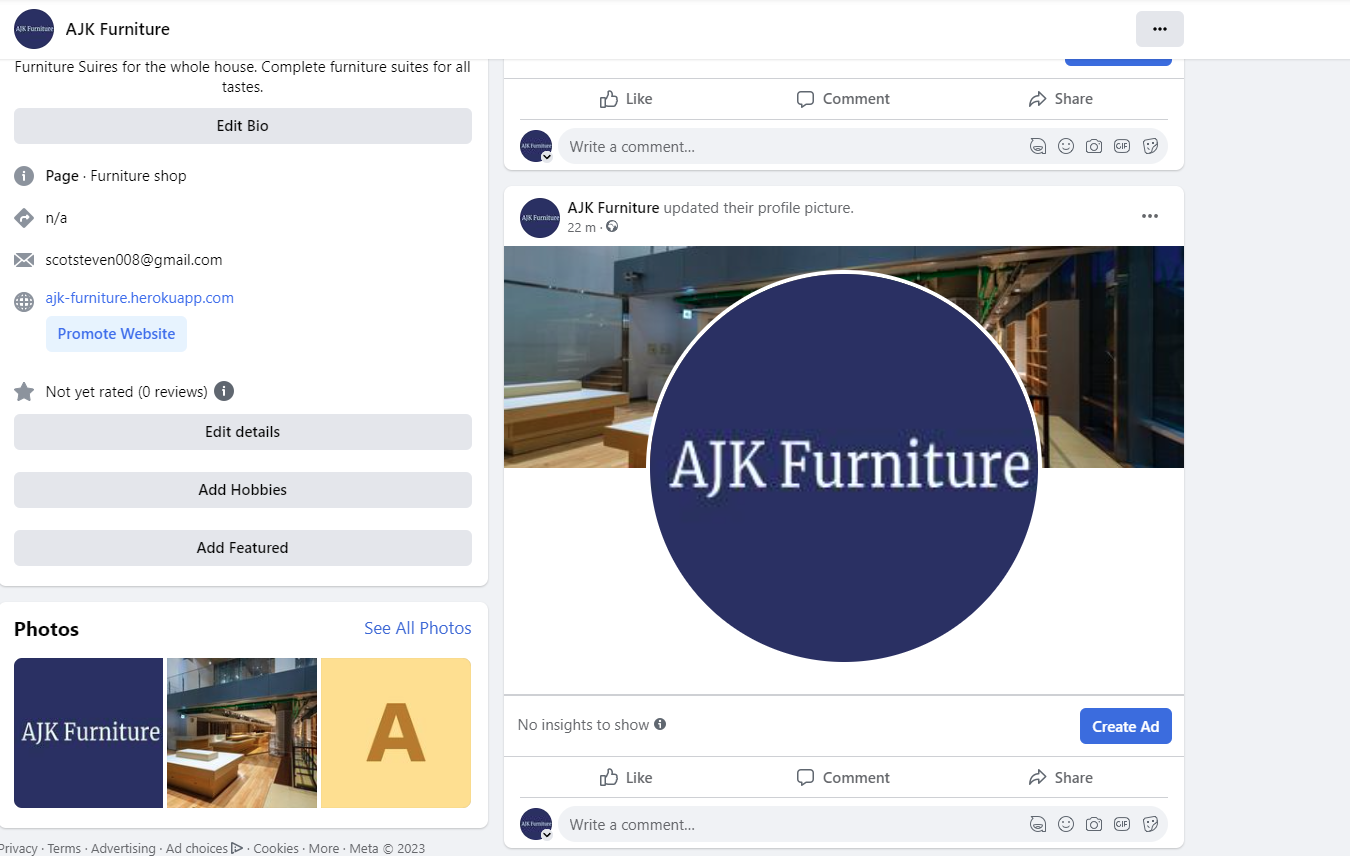 AJK Furniture
AJK Furniture
Furniture Suires for the whole house. Complete furniture suites for all
tastes.
Edit Bio
Page · Furniture shop
n/a
scotsteven008@gmail.com
ajk-furniture.herokuapp.com
Promote Website
Not yet rated (0 reviews)
Edit details
Add Hobbies
Add Featured
Photos
See All Photos
AJK Furniture
A
Privacy · Terms · Advertising · Ad choices · Cookies · More · Meta © 2023
Like
Comment
Share
AJK Furniture
Write a comment...
GIF
AJK Furniture
AJK Furniture updated their profile picture.
22 m ·
AJK Furniture
No insights to show
Create Ad
Like
Comment
Share
AJK Furniture
Write a comment...
GIF